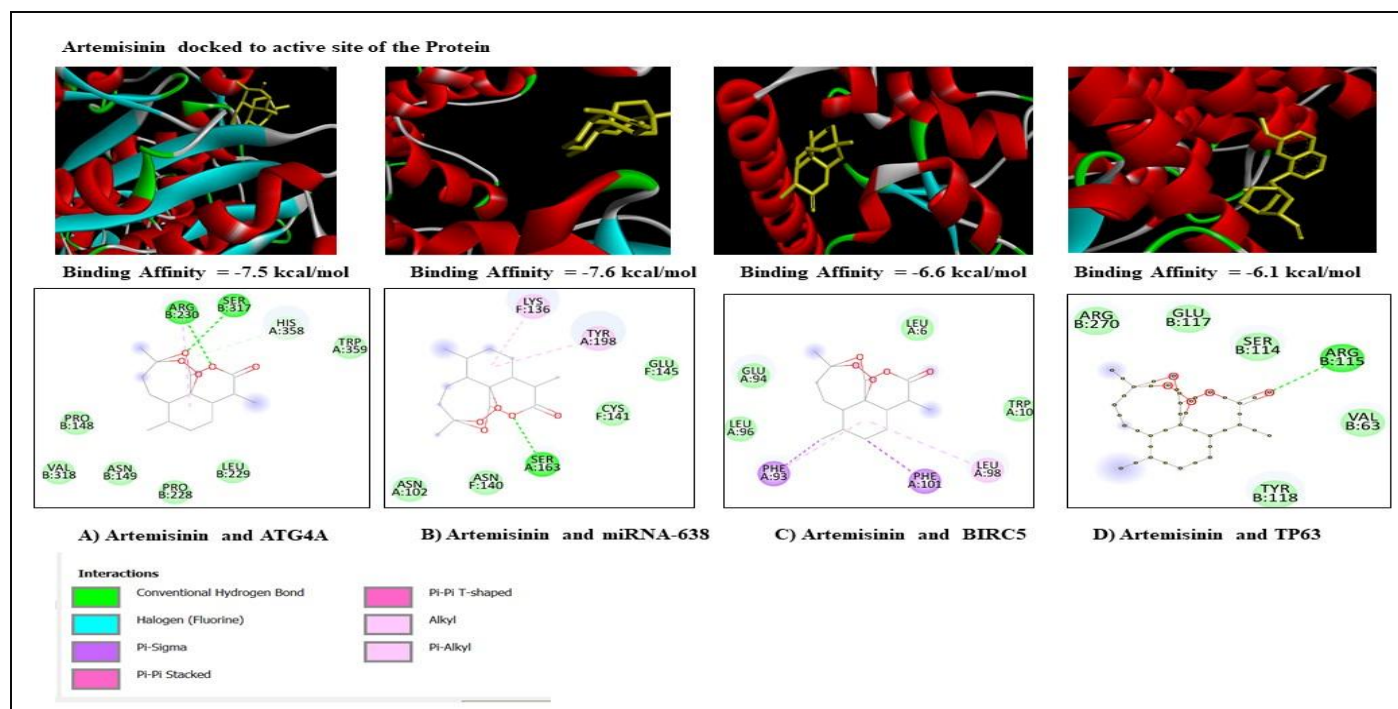 Artemisinin docked to active site of the Protein
Binding Affinity = -7.5 kcal/mol
Binding Affinity = -7.6 kcal/mol
Binding Affinity = -6.6 kcal/mol
Binding Affinity = -6.1 kcal/mol
ARG
B:230
SER
B:317
HIS
A:358
TRP
A:359
PRO
B:148
VAL
B:318
ASN
B:149
PRO
B:228
LEU
B:229
LYS
F:136
TYR
A:198
GLU
F:145
CYS
F:141
SER
A:163
ASN
F:140
ASN
A:102
LEU
A:6
GLU
A:94
LEU
A:96
TRP
A:10
PHE
A:93
PHE
A:101
LEU
A:98
ARG
B:270
GLU
B:117
SER
B:114
ARG
B:115
VAL
B:63
TYR
B:118
A) Artemisinin and ATG4A
B) Artemisinin and miRNA-638
C) Artemisinin and BIRC5
D) Artemisinin and TP63
Interactions
Conventional Hydrogen Bond
Halogen (Fluorine)
Pi-Sigma
Pi-Pi Stacked
Pi-Pi T-shaped
Alkyl
Pi-Alkyl